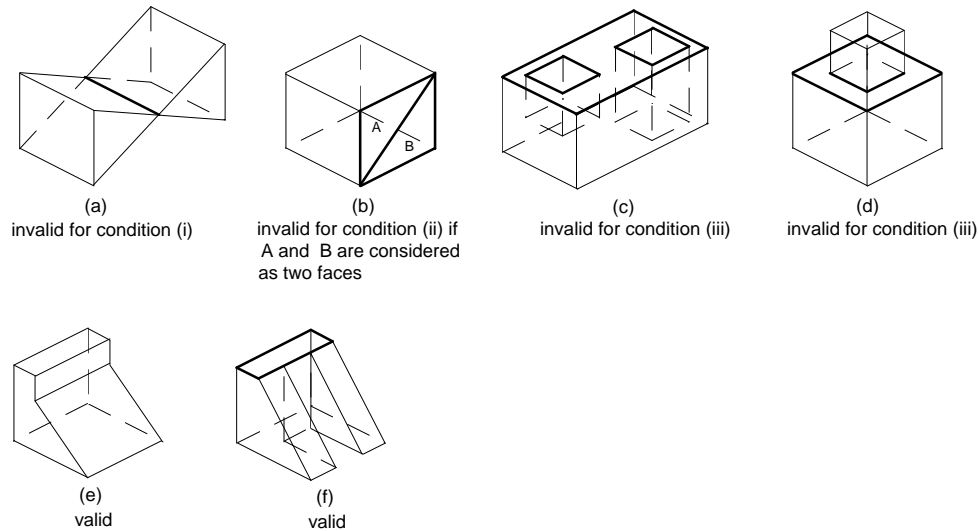 A
B
(a)
invalid for condition (i)
(b)
invalid for condition (ii) if
A and B are considered
as two faces
(c)
invalid for condition (iii)
(d)
invalid for condition (iii)
(e)
valid
(f)
valid